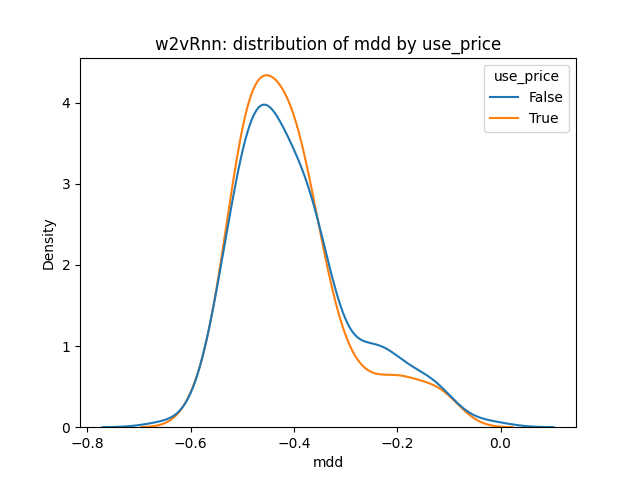 w2vRnn: distribution of mdd by use_price
use_price
False
True
Density
4
3
2
1
0
−0.8
−0.6
−0.4
−0.2
0.0
mdd